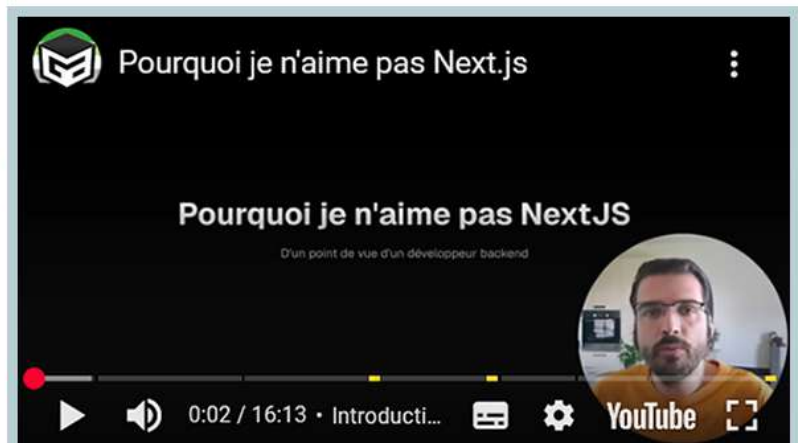 Pourquoi je n'aime pas Next.js
Pourquoi je n'aime pas NextJS
D'un point de vue d'un développeur backend
0:02 / 16:13 • Introducti...
YouTube